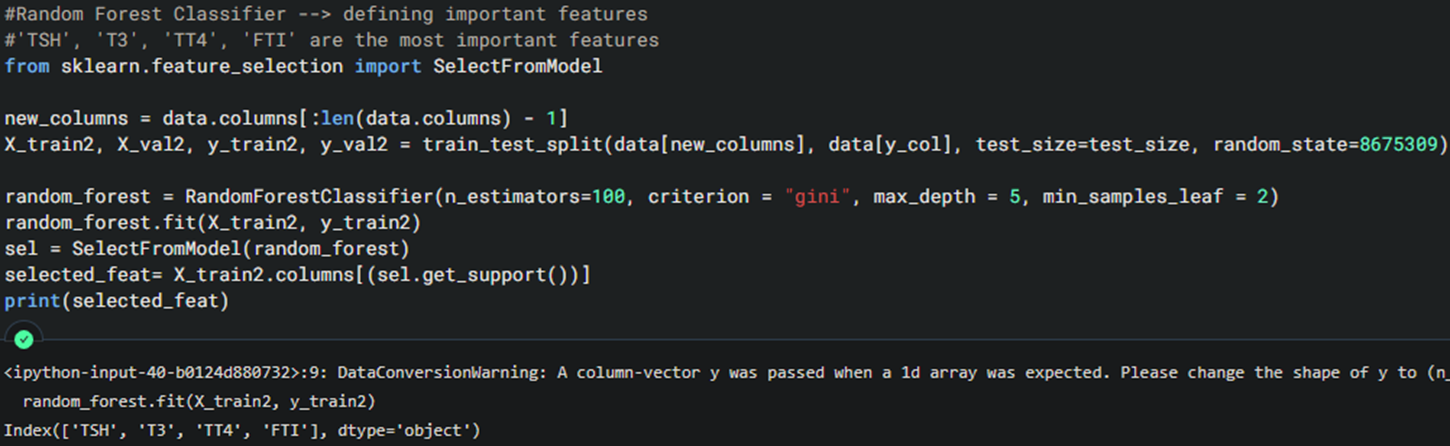 #Random Forest Classifier --> defining important features
#'TSH', 'T3', 'TT4', 'FTI' are the most important features
from sklearn.feature_selection import SelectFromModel
new_columns = data.columns[:len(data.columns) - 1]
X_train2, X_val2, y_train2, y_val2 = train_test_split(data[new_columns], data[y_col], test_size=test_size, random_state=8675309)
random_forest = RandomForestClassifier(n_estimators=100, criterion = "gini", max_depth = 5, min_samples_leaf = 2)
random_forest.fit(X_train2, y_train2)
sel = SelectFromModel(random_forest)
selected_feat= X_train2.columns[(sel.get_support())]
print(selected_feat)
<ipython-input-40-b0124d880732>:9: DataConversionWarning: A column-vector y was passed when a 1d array was expected. Please change the shape of y to (n_
random_forest.fit(X_train2, y_train2)
Index(['TSH', 'T3', 'TT4', 'FTI'], dtype='object')